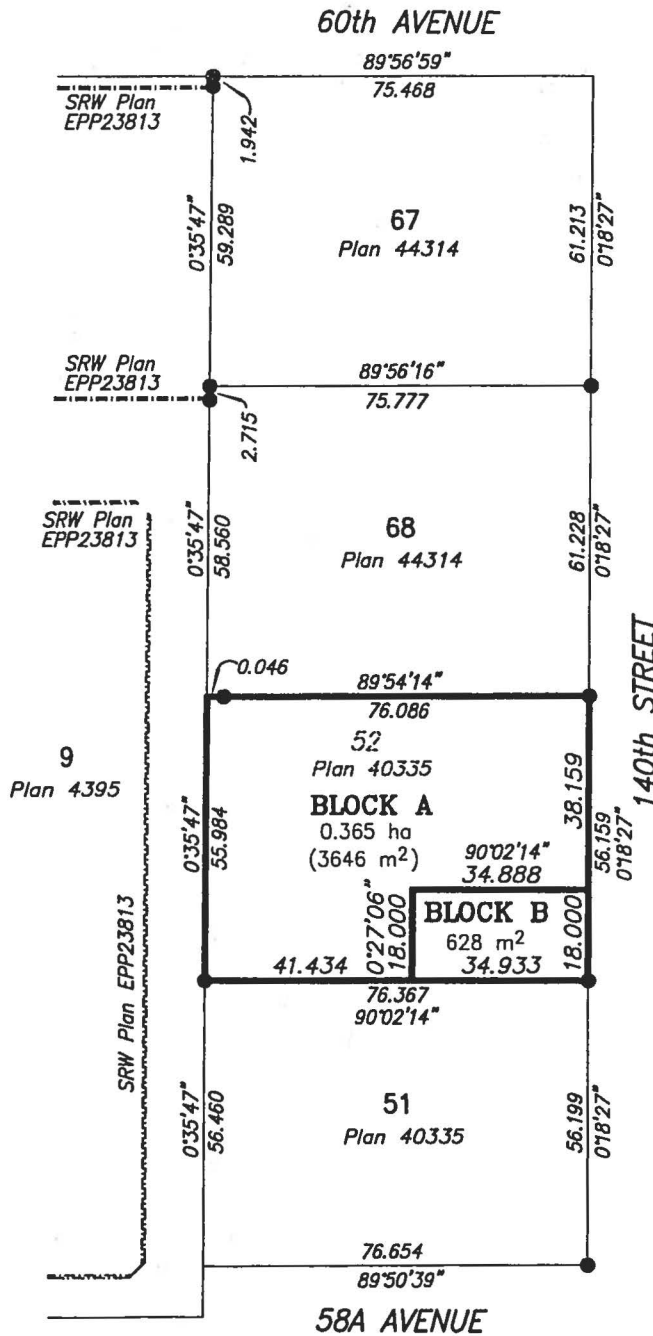 60th AVENUE
89°56'59"
75.468
SRW Plan
EPP23813
1.942
0°35'47"
59.289
67
Plan 44314
61.213
0°18'27"
SRW Plan
EPP23813
89°56'16"
75.777
2.715
SRW Plan
EPP23813
0°35'47"
58.560
68
Plan 44314
61.228
0°18'27"
0.046
89°54'14"
76.086
140th STREET
9
Plan 4395
52
Plan 40335
BLOCK A
0.365 ha
(3646 m²)
0°35'47"
55.984
38.159
56.159
0°18'27"
90°02'14"
34.888
0°27'06"
18.000
BLOCK B
628 m²
18.000
41.434
34.933
76.367
90°02'14"
SRW Plan EPP23813
0°35'47"
56.460
51
Plan 40335
56.199
0°18'27"
76.654
89°50'39"
58A AVENUE